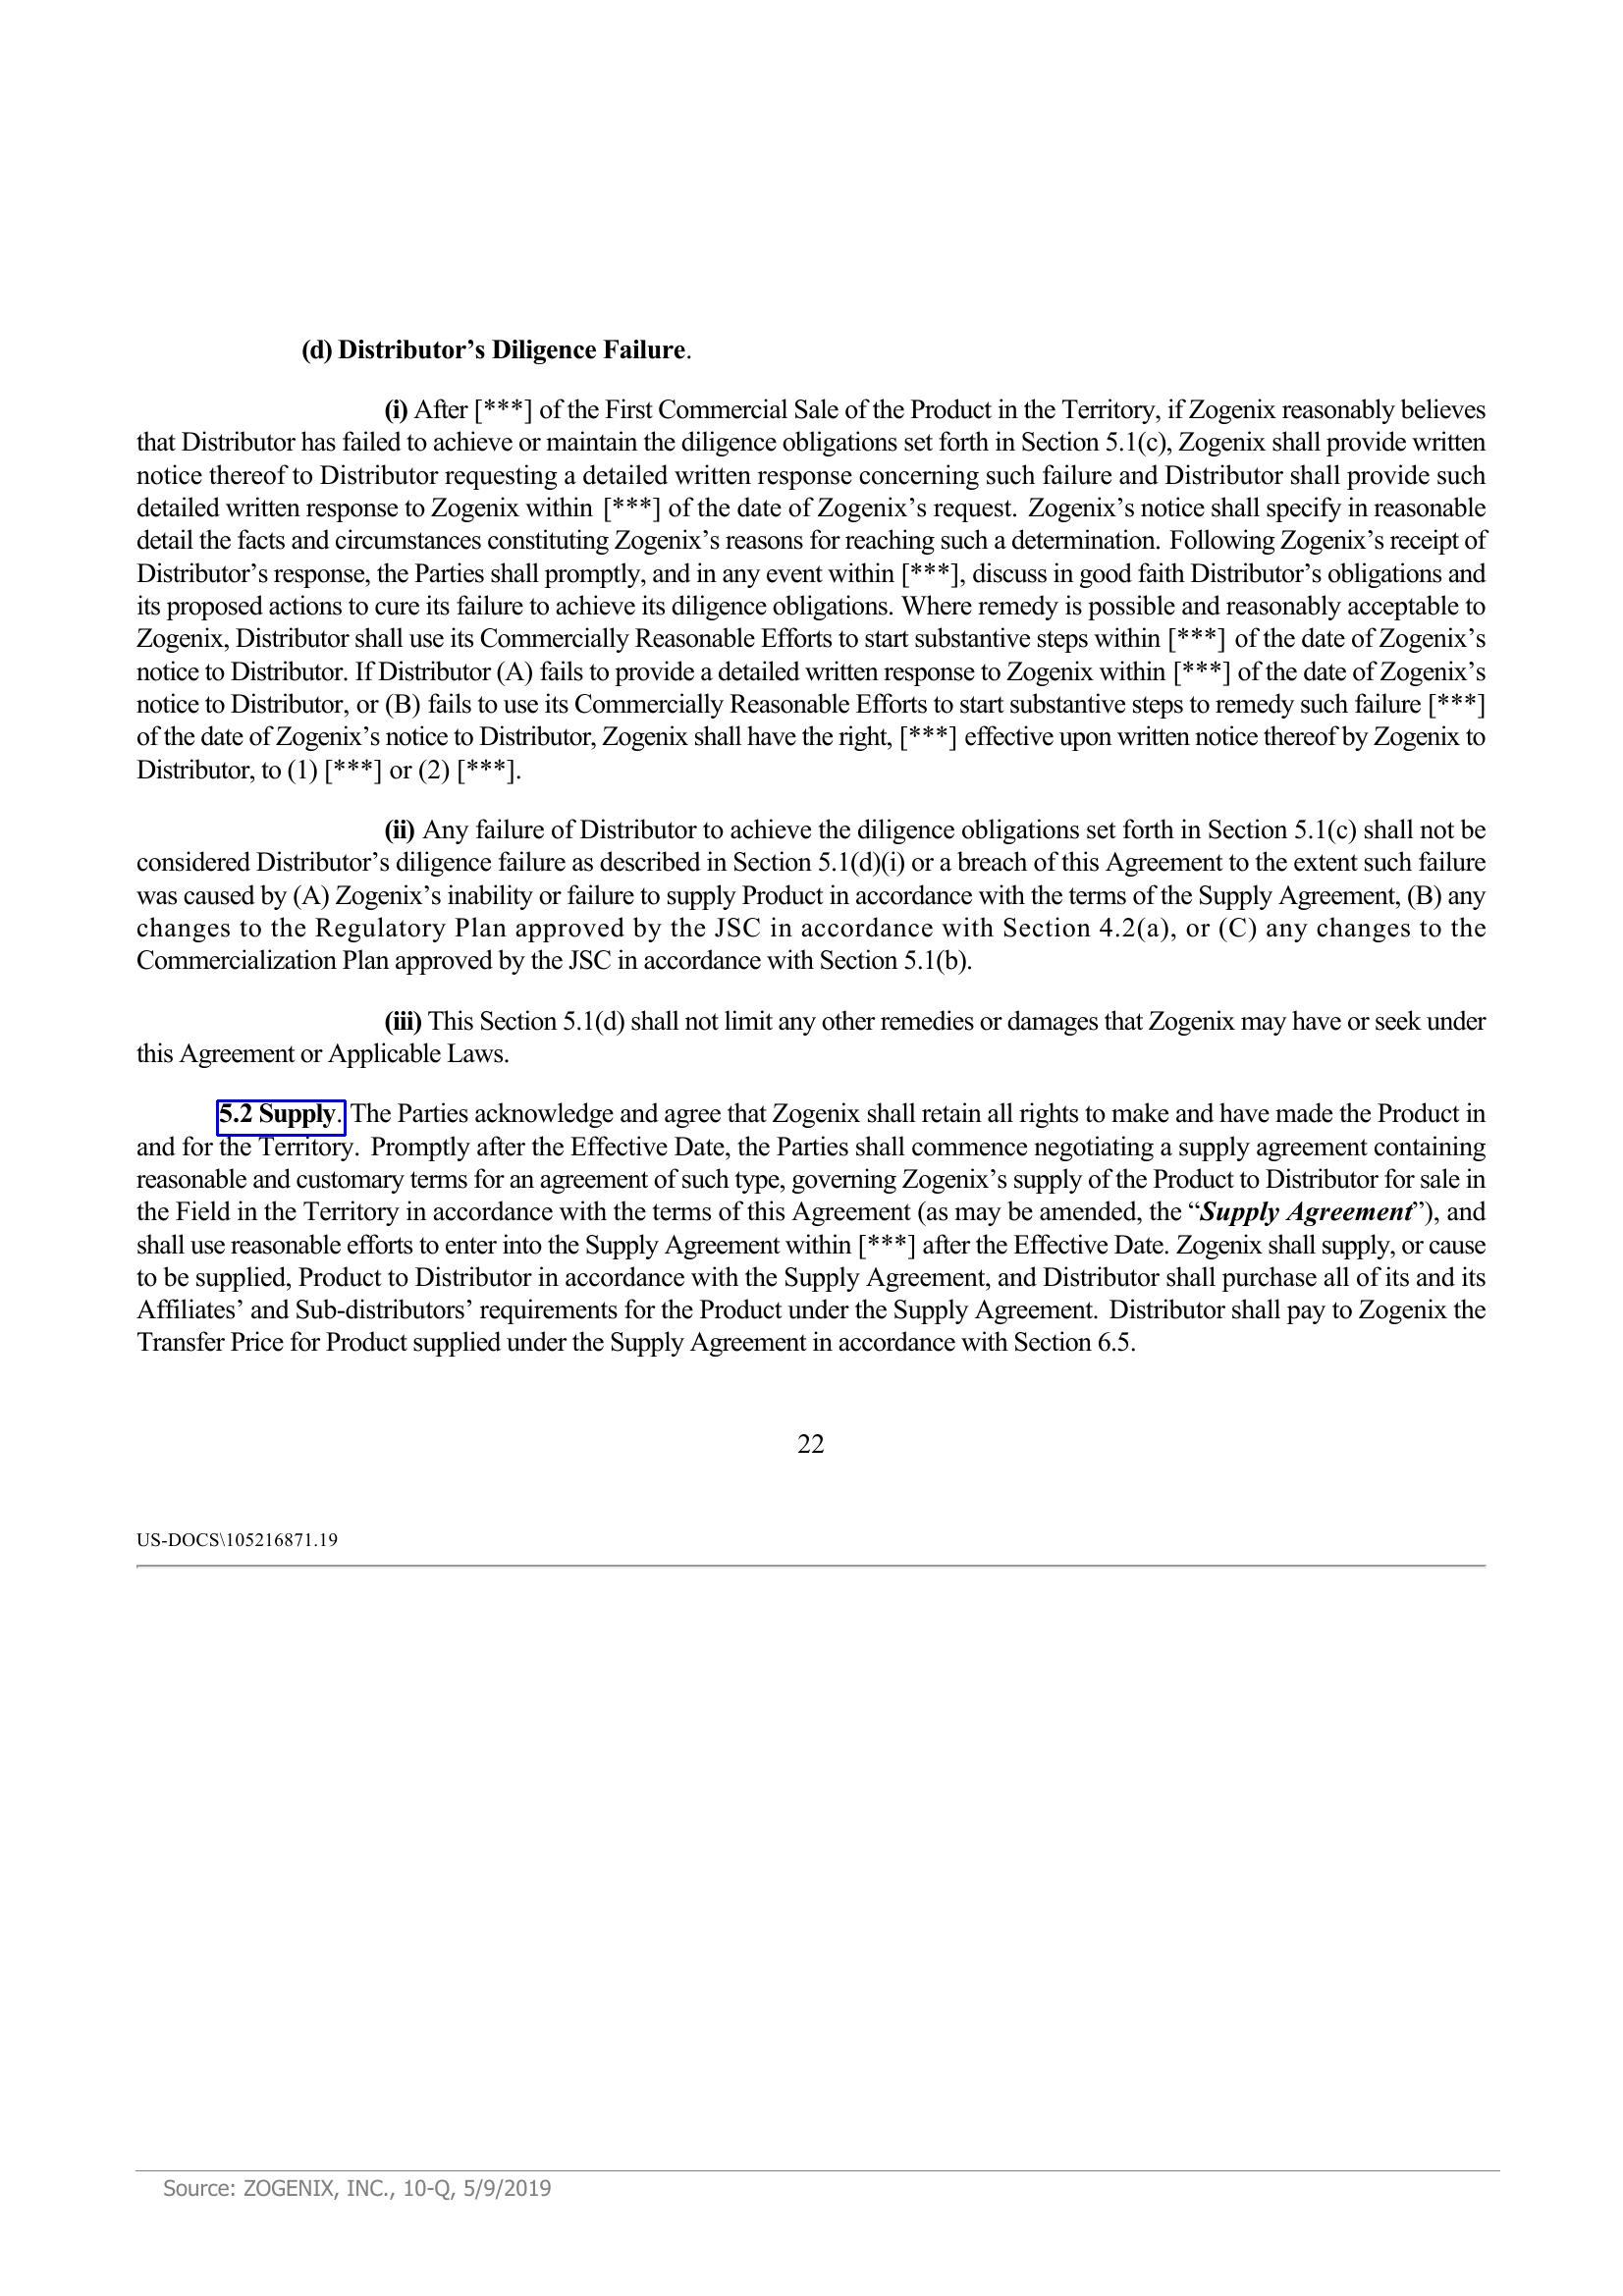 (d) Distributor’s Diligence Failure.
(i) After [***] of the First Commercial Sale of the Product in the Territory, if Zogenix reasonably believes
that Distributor has failed to achieve or maintain the diligence obligations set forth in Section 5.1(c), Zogenix shall provide written
notice thereof to Distributor requesting a detailed written response concerning such failure and Distributor shall provide such
detailed written response to Zogenix within [***] of the date of Zogenix’s request. Zogenix’s notice shall specify in reasonable
detail the facts and circumstances constituting Zogenix’s reasons for reaching such a determination. Following Zogenix’s receipt of
Distributor’s response, the Parties shall promptly, and in any event within [***], discuss in good faith Distributor’s obligations and
its proposed actions to cure its failure to achieve its diligence obligations. Where remedy is possible and reasonably acceptable to
Zogenix, Distributor shall use its Commercially Reasonable Efforts to start substantive steps within [***] of the date of Zogenix’s
notice to Distributor. If Distributor (A) fails to provide a detailed written response to Zogenix within [***] of the date of Zogenix’s
notice to Distributor, or (B) fails to use its Commercially Reasonable Efforts to start substantive steps to remedy such failure [***]
of the date of Zogenix’s notice to Distributor, Zogenix shall have the right, [***] effective upon written notice thereof by Zogenix to
Distributor, to (1) [***] or (2) [***].
(ii) Any failure of Distributor to achieve the diligence obligations set forth in Section 5.1(c) shall not be
considered Distributor’s diligence failure as described in Section 5.1(d)(i) or a breach of this Agreement to the extent such failure
was caused by (A) Zogenix’s inability or failure to supply Product in accordance with the terms of the Supply Agreement, (B) any
changes to the Regulatory Plan approved by the JSC in accordance with Section 4.2(a), or (C) any changes to the
Commercialization Plan approved by the JSC in accordance with Section 5.1(b).
(iii) This Section 5.1(d) shall not limit any other remedies or damages that Zogenix may have or seek under
this Agreement or Applicable Laws.
5.2 Supply. The Parties acknowledge and agree that Zogenix shall retain all rights to make and have made the Product in
and for the Territory. Promptly after the Effective Date, the Parties shall commence negotiating a supply agreement containing
reasonable and customary terms for an agreement of such type, governing Zogenix’s supply of the Product to Distributor for sale in
the Field in the Territory in accordance with the terms of this Agreement (as may be amended, the “Supply Agreement”), and
shall use reasonable efforts to enter into the Supply Agreement within [***] after the Effective Date. Zogenix shall supply, or cause
to be supplied, Product to Distributor in accordance with the Supply Agreement, and Distributor shall purchase all of its and its
Affiliates’ and Sub-distributors’ requirements for the Product under the Supply Agreement. Distributor shall pay to Zogenix the
Transfer Price for Product supplied under the Supply Agreement in accordance with Section 6.5.
22
US-DOCS\105216871.19
Source: ZOGENIX, INC., 10-Q, 5/9/2019